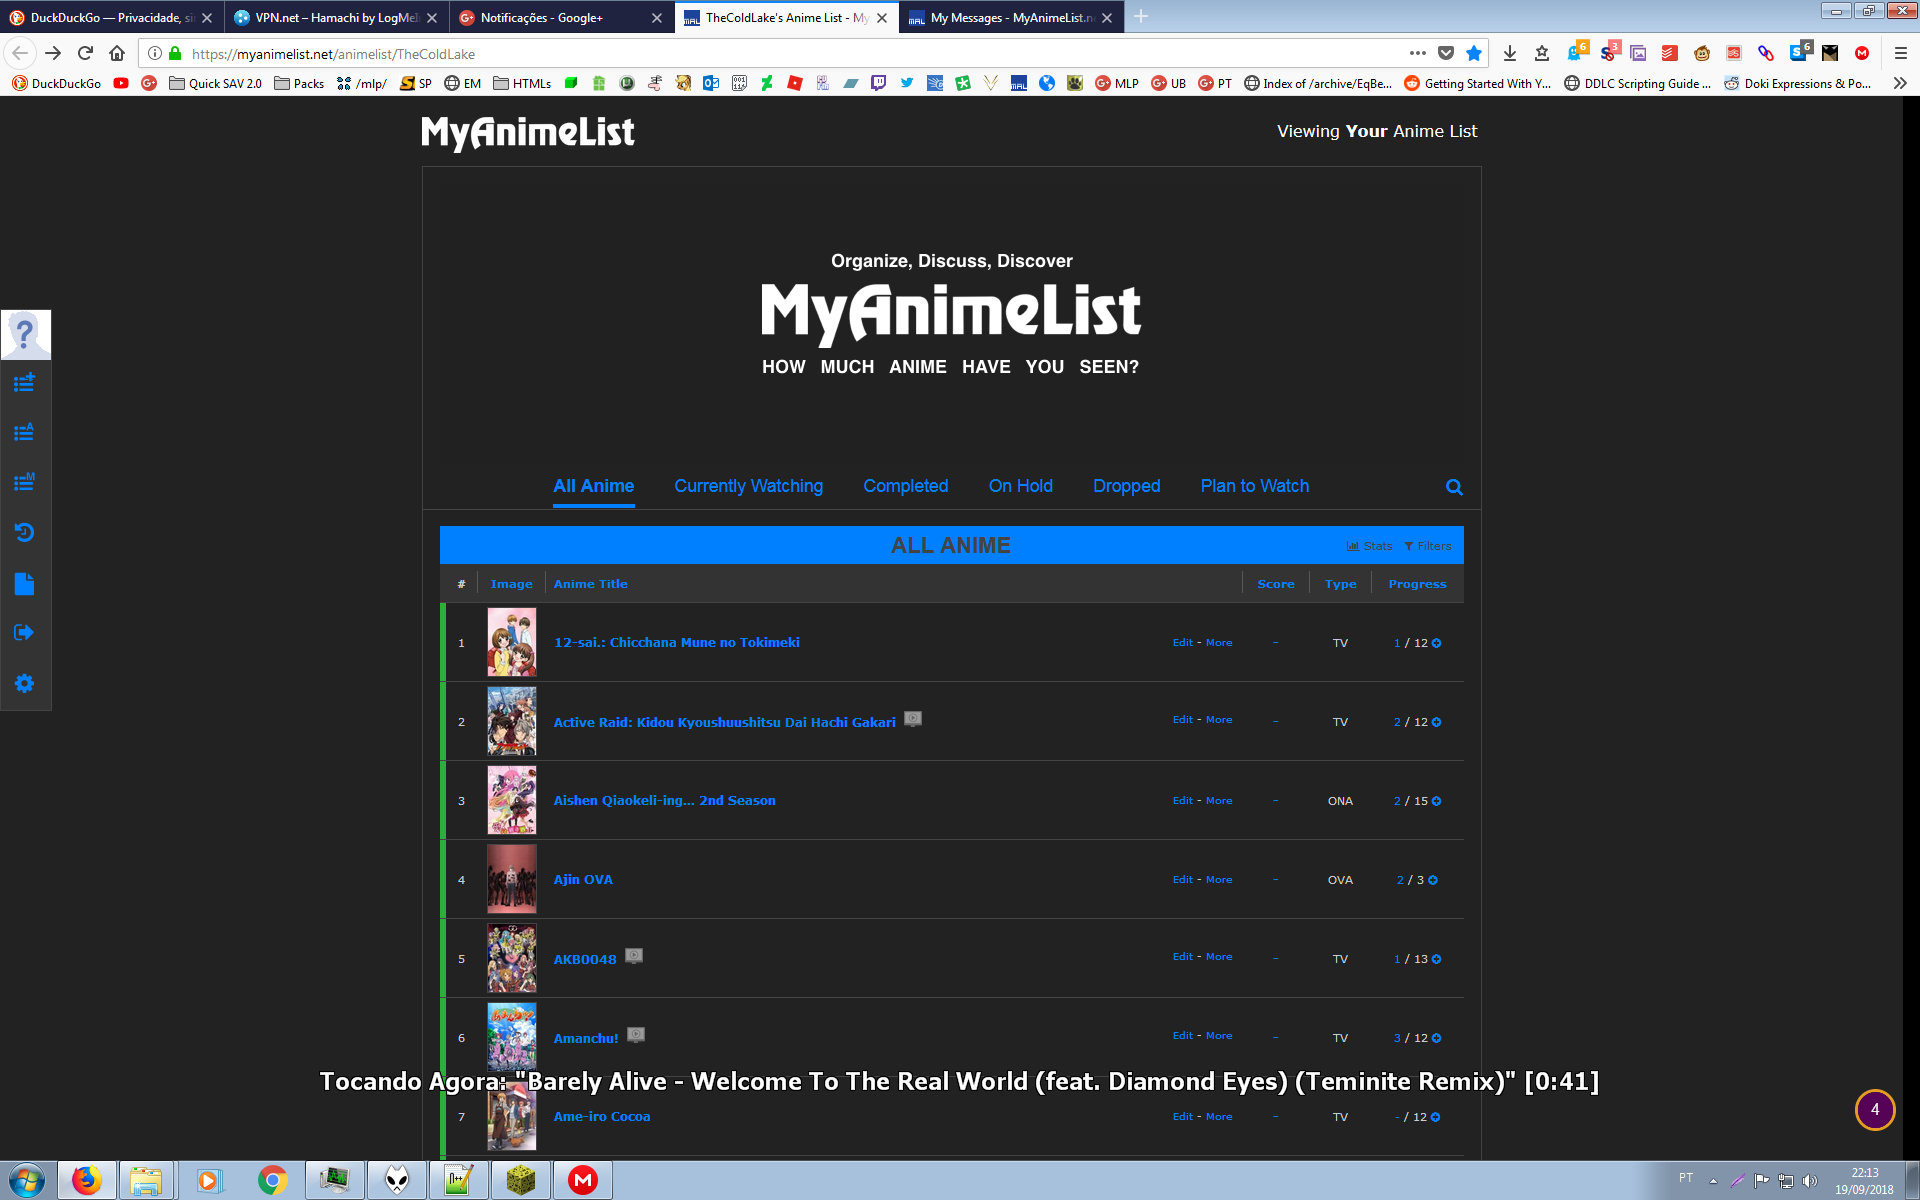 DuckDuckGo — Privacidade, si
VPN.net – Hamachi by LogMeIn
Notificações - Google+
TheColdLake's Anime List - My
My Messages - MyAnimeList.n
https://myanimelist.net/animelist/TheColdLake
6
3
6
DuckDuckGo
Quick SAV 2.0
Packs
/mlp/
SP
EM
HTMLs
MLP
UB
PT
Index of /archive/EqBe...
Getting Started With Y...
DDLC Scripting Guide ...
Doki Expressions & Po...
MyAnimeList
Viewing Your Anime List
Organize, Discuss, Discover
MyAnimeList
HOW MUCH ANIME HAVE YOU SEEN?
All Anime
Currently Watching
Completed
On Hold
Dropped
Plan to Watch
ALL ANIME
Stats
Filters
# Image Anime Title Score Type Progress
1 12-sai.: Chicchana Mune no Tokimeki Edit - More - TV 1 / 12
2 Active Raid: Kidou Kyoushuushitsu Dai Hachi Gakari Edit - More - TV 2 / 12
3 Aishen Qiaokeli-ing... 2nd Season Edit - More - ONA 2 / 15
4 Ajin OVA Edit - More - OVA 2 / 3
5 AKB0048 Edit - More - TV 1 / 13
6 Amanchu! Edit - More - TV 3 / 12
Tocando Agora: "Barely Alive - Welcome To The Real World (feat. Diamond Eyes) (Teminite Remix)" [0:41]
7 Ame-iro Cocoa Edit - More - TV - / 12
4
PT
22:13
19/09/2018